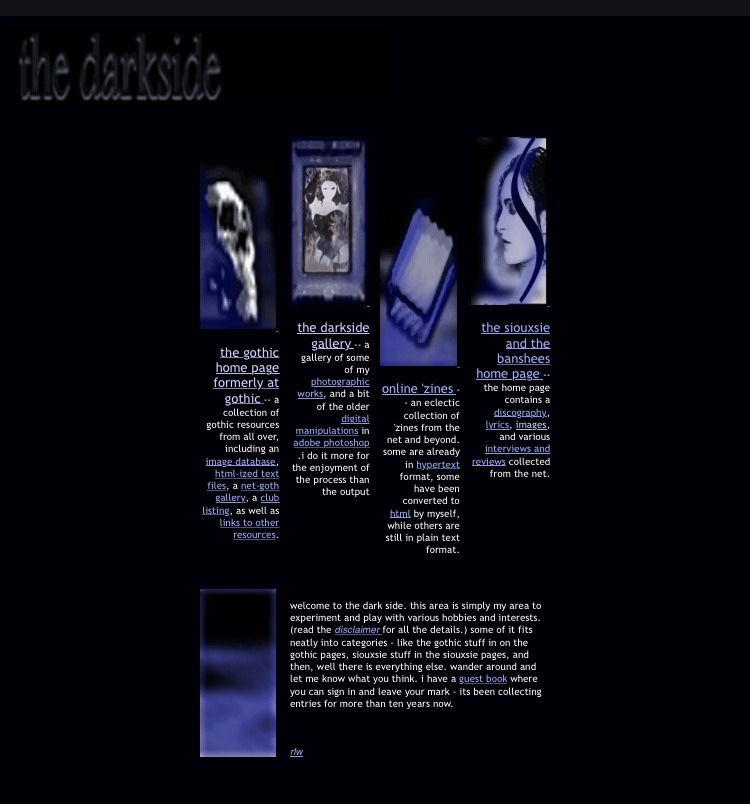 the darkside
the gothic
home page
formerly at
gothic -- a
collection of
gothic resources
from all over,
including an
image database,
html-ized text
files, a net-goth
gallery, a club
listing, as well as
links to other
resources.
the darkside
gallery -- a
gallery of some
of my
photographic
works, and a bit
of the older
digital
manipulations in
adobe photoshop
.i do it more for
the enjoyment of
the process than
the output
online 'zines -
- an eclectic
collection of
'zines from the
net and beyond.
some are already
in hypertext
format, some
have been
converted to
html by myself,
while others are
still in plain text
format.
the siouxsie
and the
banshees
home page --
the home page
contains a
discography,
lyrics, images,
and various
interviews and
reviews collected
from the net.
welcome to the dark side. this area is simply my area to
experiment and play with various hobbies and interests.
(read the disclaimer for all the details.) some of it fits
neatly into categories - like the gothic stuff in on the
gothic pages, siouxsie stuff in the siouxsie pages, and
then, well there is everything else. wander around and
let me know what you think. i have a guest book where
you can sign in and leave your mark - its been collecting
entries for more than ten years now.
rlw